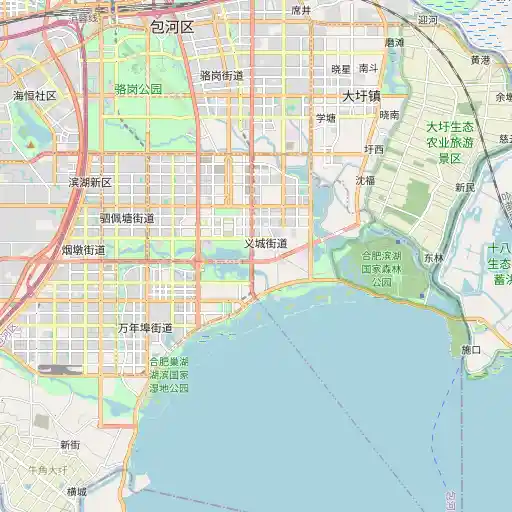 包河区
席井
迎河
磨滩
黄港
晓星
南斗
骆岗街道
骆岗公园
海恒社区
大圩镇
余墩
晓南
学塘
大圩生态
农业旅游
景区
圩西
沈福
滨湖新区
新民
驷佩塘街道
义城街道
烟墩街道
合肥滨湖
国家森林
公园
东林
十八
生态
蓄洪
万年埠街道
施口
合肥巢湖
湖滨国家
湿地公园
新街
牛角大圩
横城